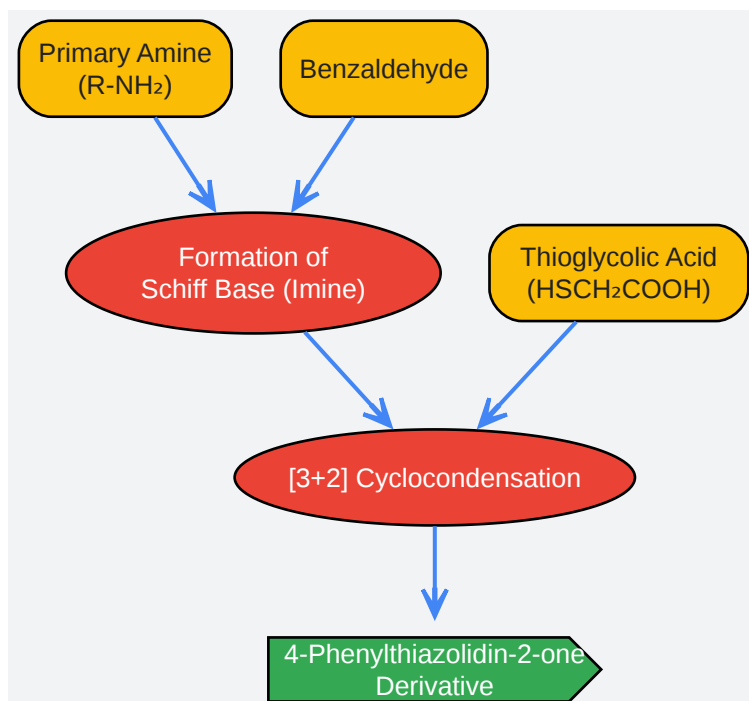 Primary Amine
(R-NH₂)
Benzaldehyde
Formation of
Schiff Base (Imine)
Thioglycolic Acid
(HSCH₂COOH)
[3+2] Cyclocondensation
4-Phenylthiazolidin-2-one
Derivative